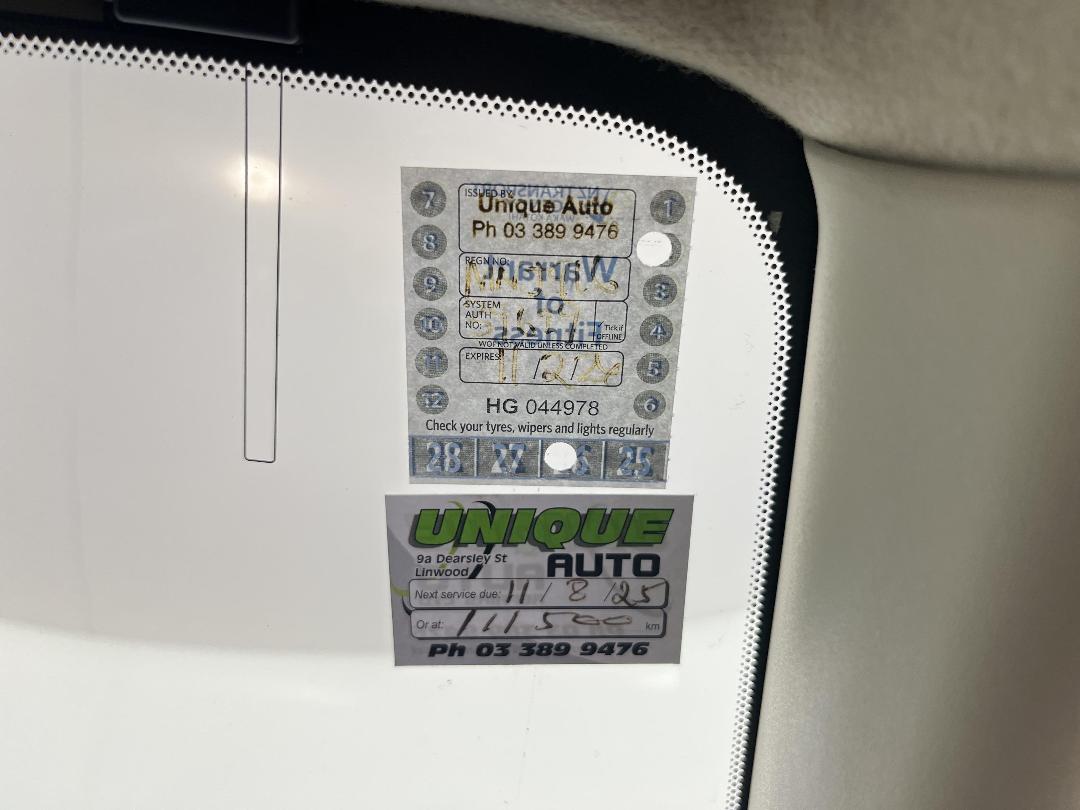 7
8
9
10
11
12
ISSUED BY:
Unique Auto
Ph 03 389 9476
REGN NO:
SYSTEM
AUTH
NO:
Tick if
OFFLINE
Warrant
of
Fitness
WOF NOT VALID UNLESS COMPLETED
EXPIRES:
11/2/26
HG 044978
1
3
4
5
6
Check your tyres, wipers and lights regularly
28 27 26 25
UNIQUE
AUTO
9a Dearsley St
Linwood
Next service due: 11 / 8 / 25
Or at: 111500 km
Ph 03 389 9476